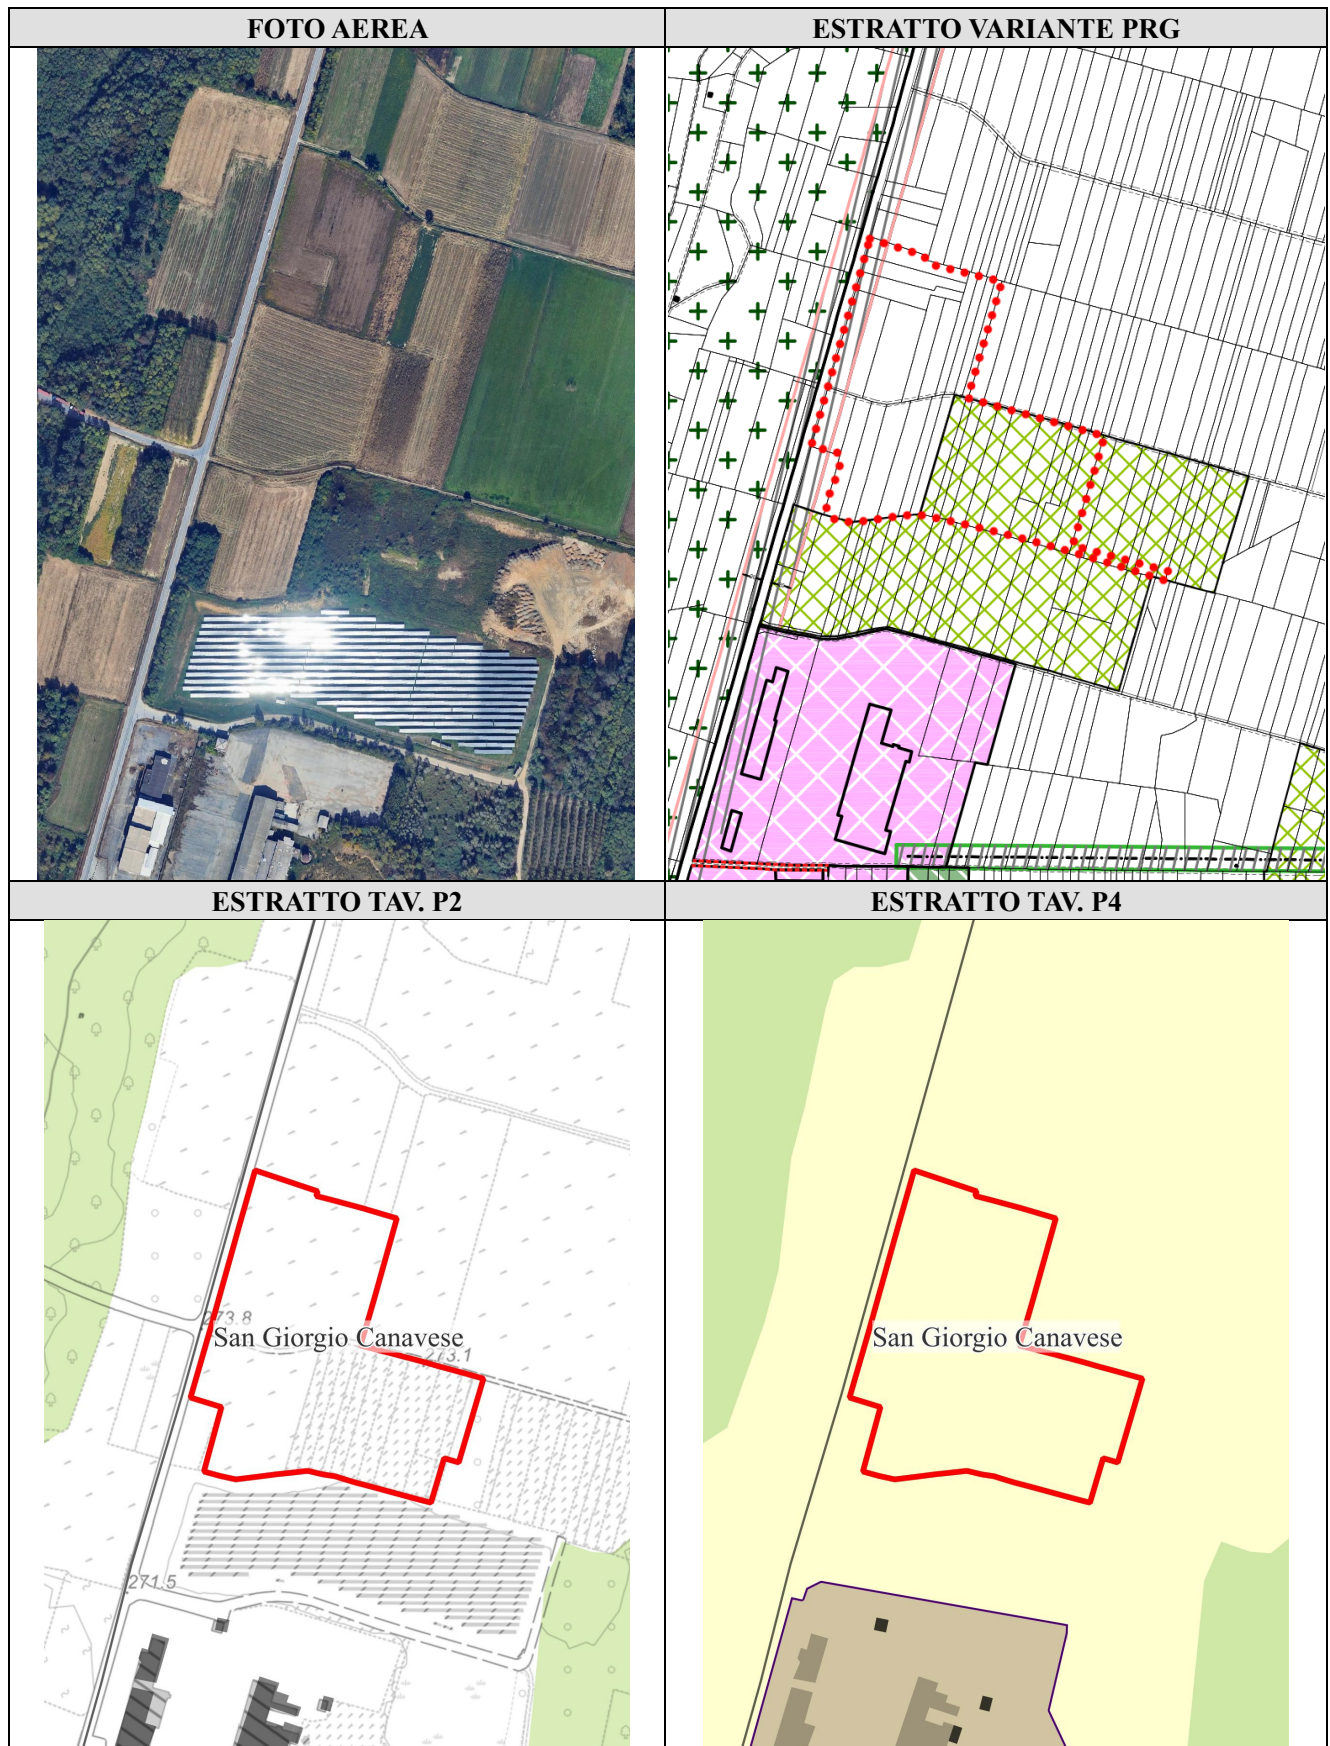 FOTO AEREA
ESTRATTO VARIANTE PRG
ESTRATTO TAV. P2
ESTRATTO TAV. P4
273.8
San Giorgio Canavese
273.1
271.5
San Giorgio Canavese